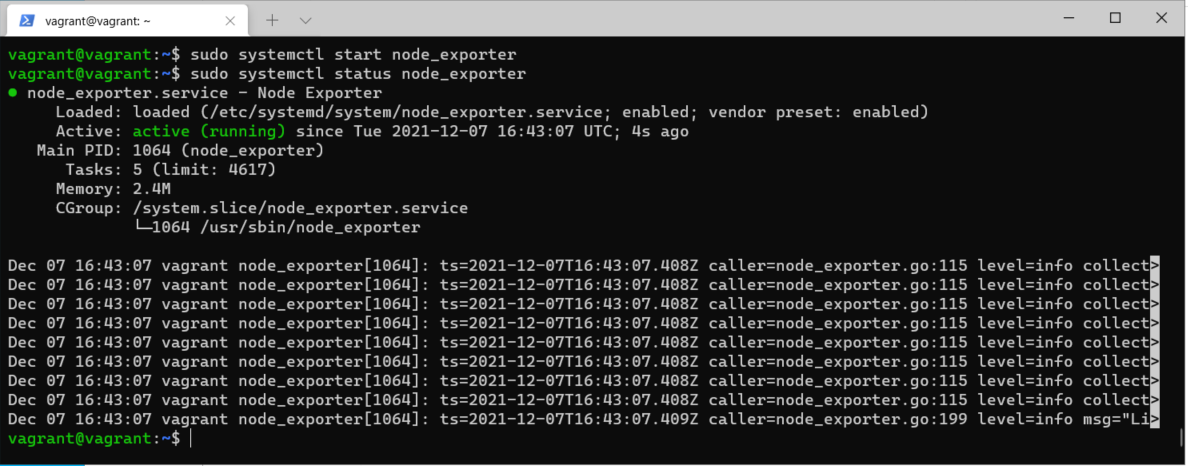 vagrant@vagrant: ~
vagrant@vagrant:~$ sudo systemctl start node_exporter
vagrant@vagrant:~$ sudo systemctl status node_exporter
● node_exporter.service - Node Exporter
     Loaded: loaded (/etc/systemd/system/node_exporter.service; enabled; vendor preset: enabled)
     Active: active (running) since Tue 2021-12-07 16:43:07 UTC; 4s ago
   Main PID: 1064 (node_exporter)
      Tasks: 5 (limit: 4617)
     Memory: 2.4M
     CGroup: /system.slice/node_exporter.service
             └─1064 /usr/sbin/node_exporter
Dec 07 16:43:07 vagrant node_exporter[1064]: ts=2021-12-07T16:43:07.408Z caller=node_exporter.go:115 level=info collect>
Dec 07 16:43:07 vagrant node_exporter[1064]: ts=2021-12-07T16:43:07.408Z caller=node_exporter.go:115 level=info collect>
Dec 07 16:43:07 vagrant node_exporter[1064]: ts=2021-12-07T16:43:07.408Z caller=node_exporter.go:115 level=info collect>
Dec 07 16:43:07 vagrant node_exporter[1064]: ts=2021-12-07T16:43:07.408Z caller=node_exporter.go:115 level=info collect>
Dec 07 16:43:07 vagrant node_exporter[1064]: ts=2021-12-07T16:43:07.408Z caller=node_exporter.go:115 level=info collect>
Dec 07 16:43:07 vagrant node_exporter[1064]: ts=2021-12-07T16:43:07.408Z caller=node_exporter.go:115 level=info collect>
Dec 07 16:43:07 vagrant node_exporter[1064]: ts=2021-12-07T16:43:07.408Z caller=node_exporter.go:115 level=info collect>
Dec 07 16:43:07 vagrant node_exporter[1064]: ts=2021-12-07T16:43:07.408Z caller=node_exporter.go:115 level=info collect>
Dec 07 16:43:07 vagrant node_exporter[1064]: ts=2021-12-07T16:43:07.409Z caller=node_exporter.go:199 level=info msg="Li>
vagrant@vagrant:~$